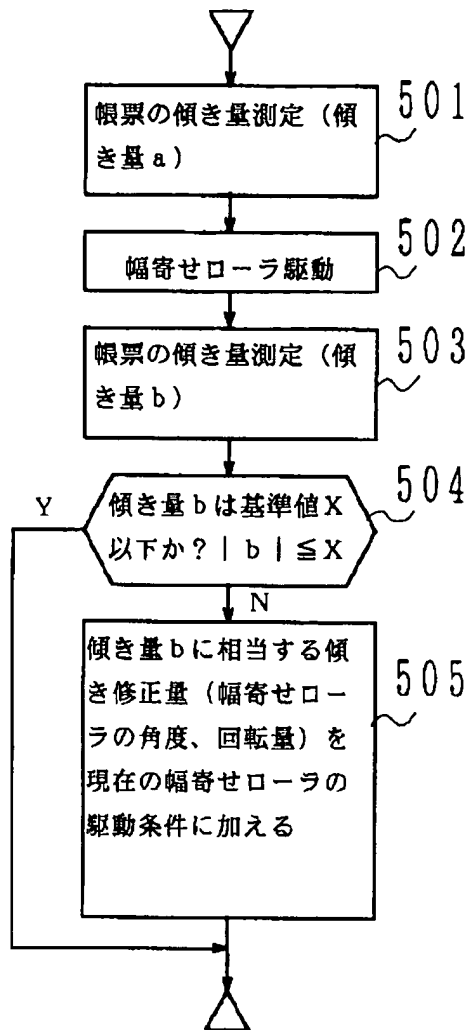 501
帳票の傾き量測定（傾
き量ａ）
502
幅寄せローラ駆動
503
帳票の傾き量測定（傾
き量ｂ）
504
傾き量ｂは基準値Ｘ
以下か？｜ｂ｜≦Ｘ
Y
N
505
傾き量ｂに相当する傾
き修正量（幅寄せロー
ラの角度、回転量）を
現在の幅寄せローラの
駆動条件に加える